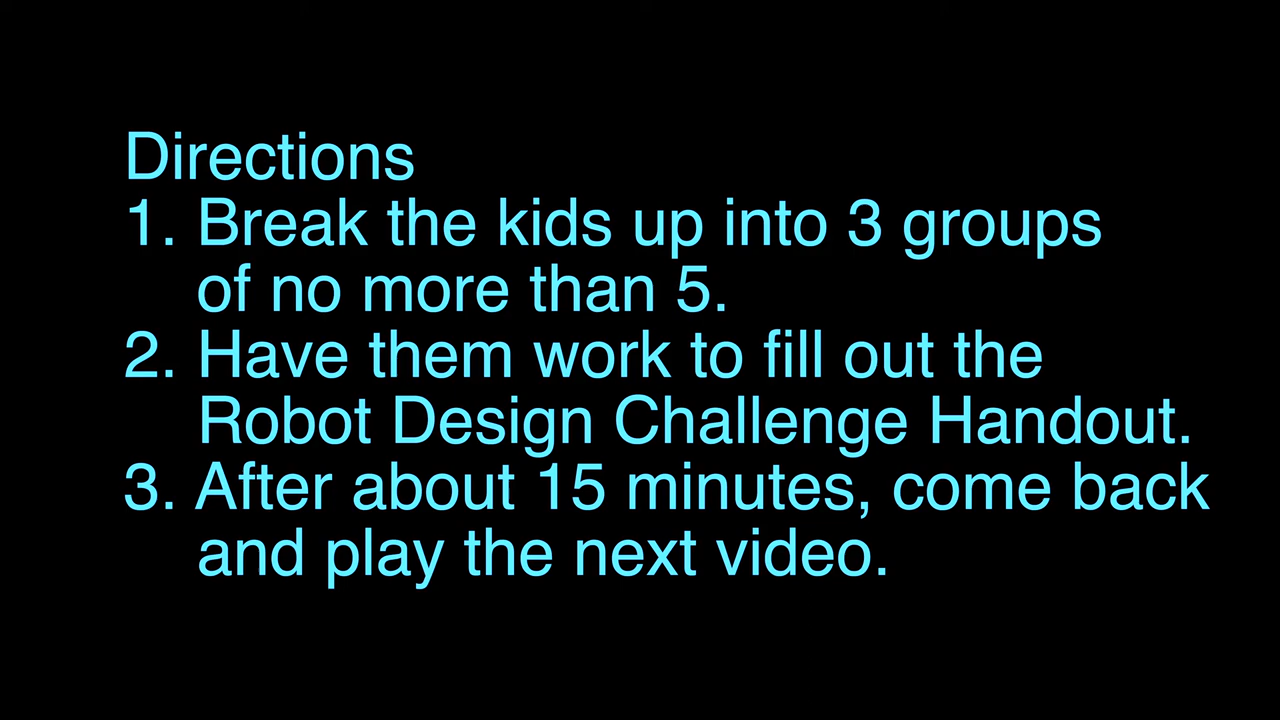 Directions
1. Break the kids up into 3 groups
of no more than 5.
2. Have them work to fill out the
Robot Design Challenge Handout.
3. After about 15 minutes, come back
and play the next video.